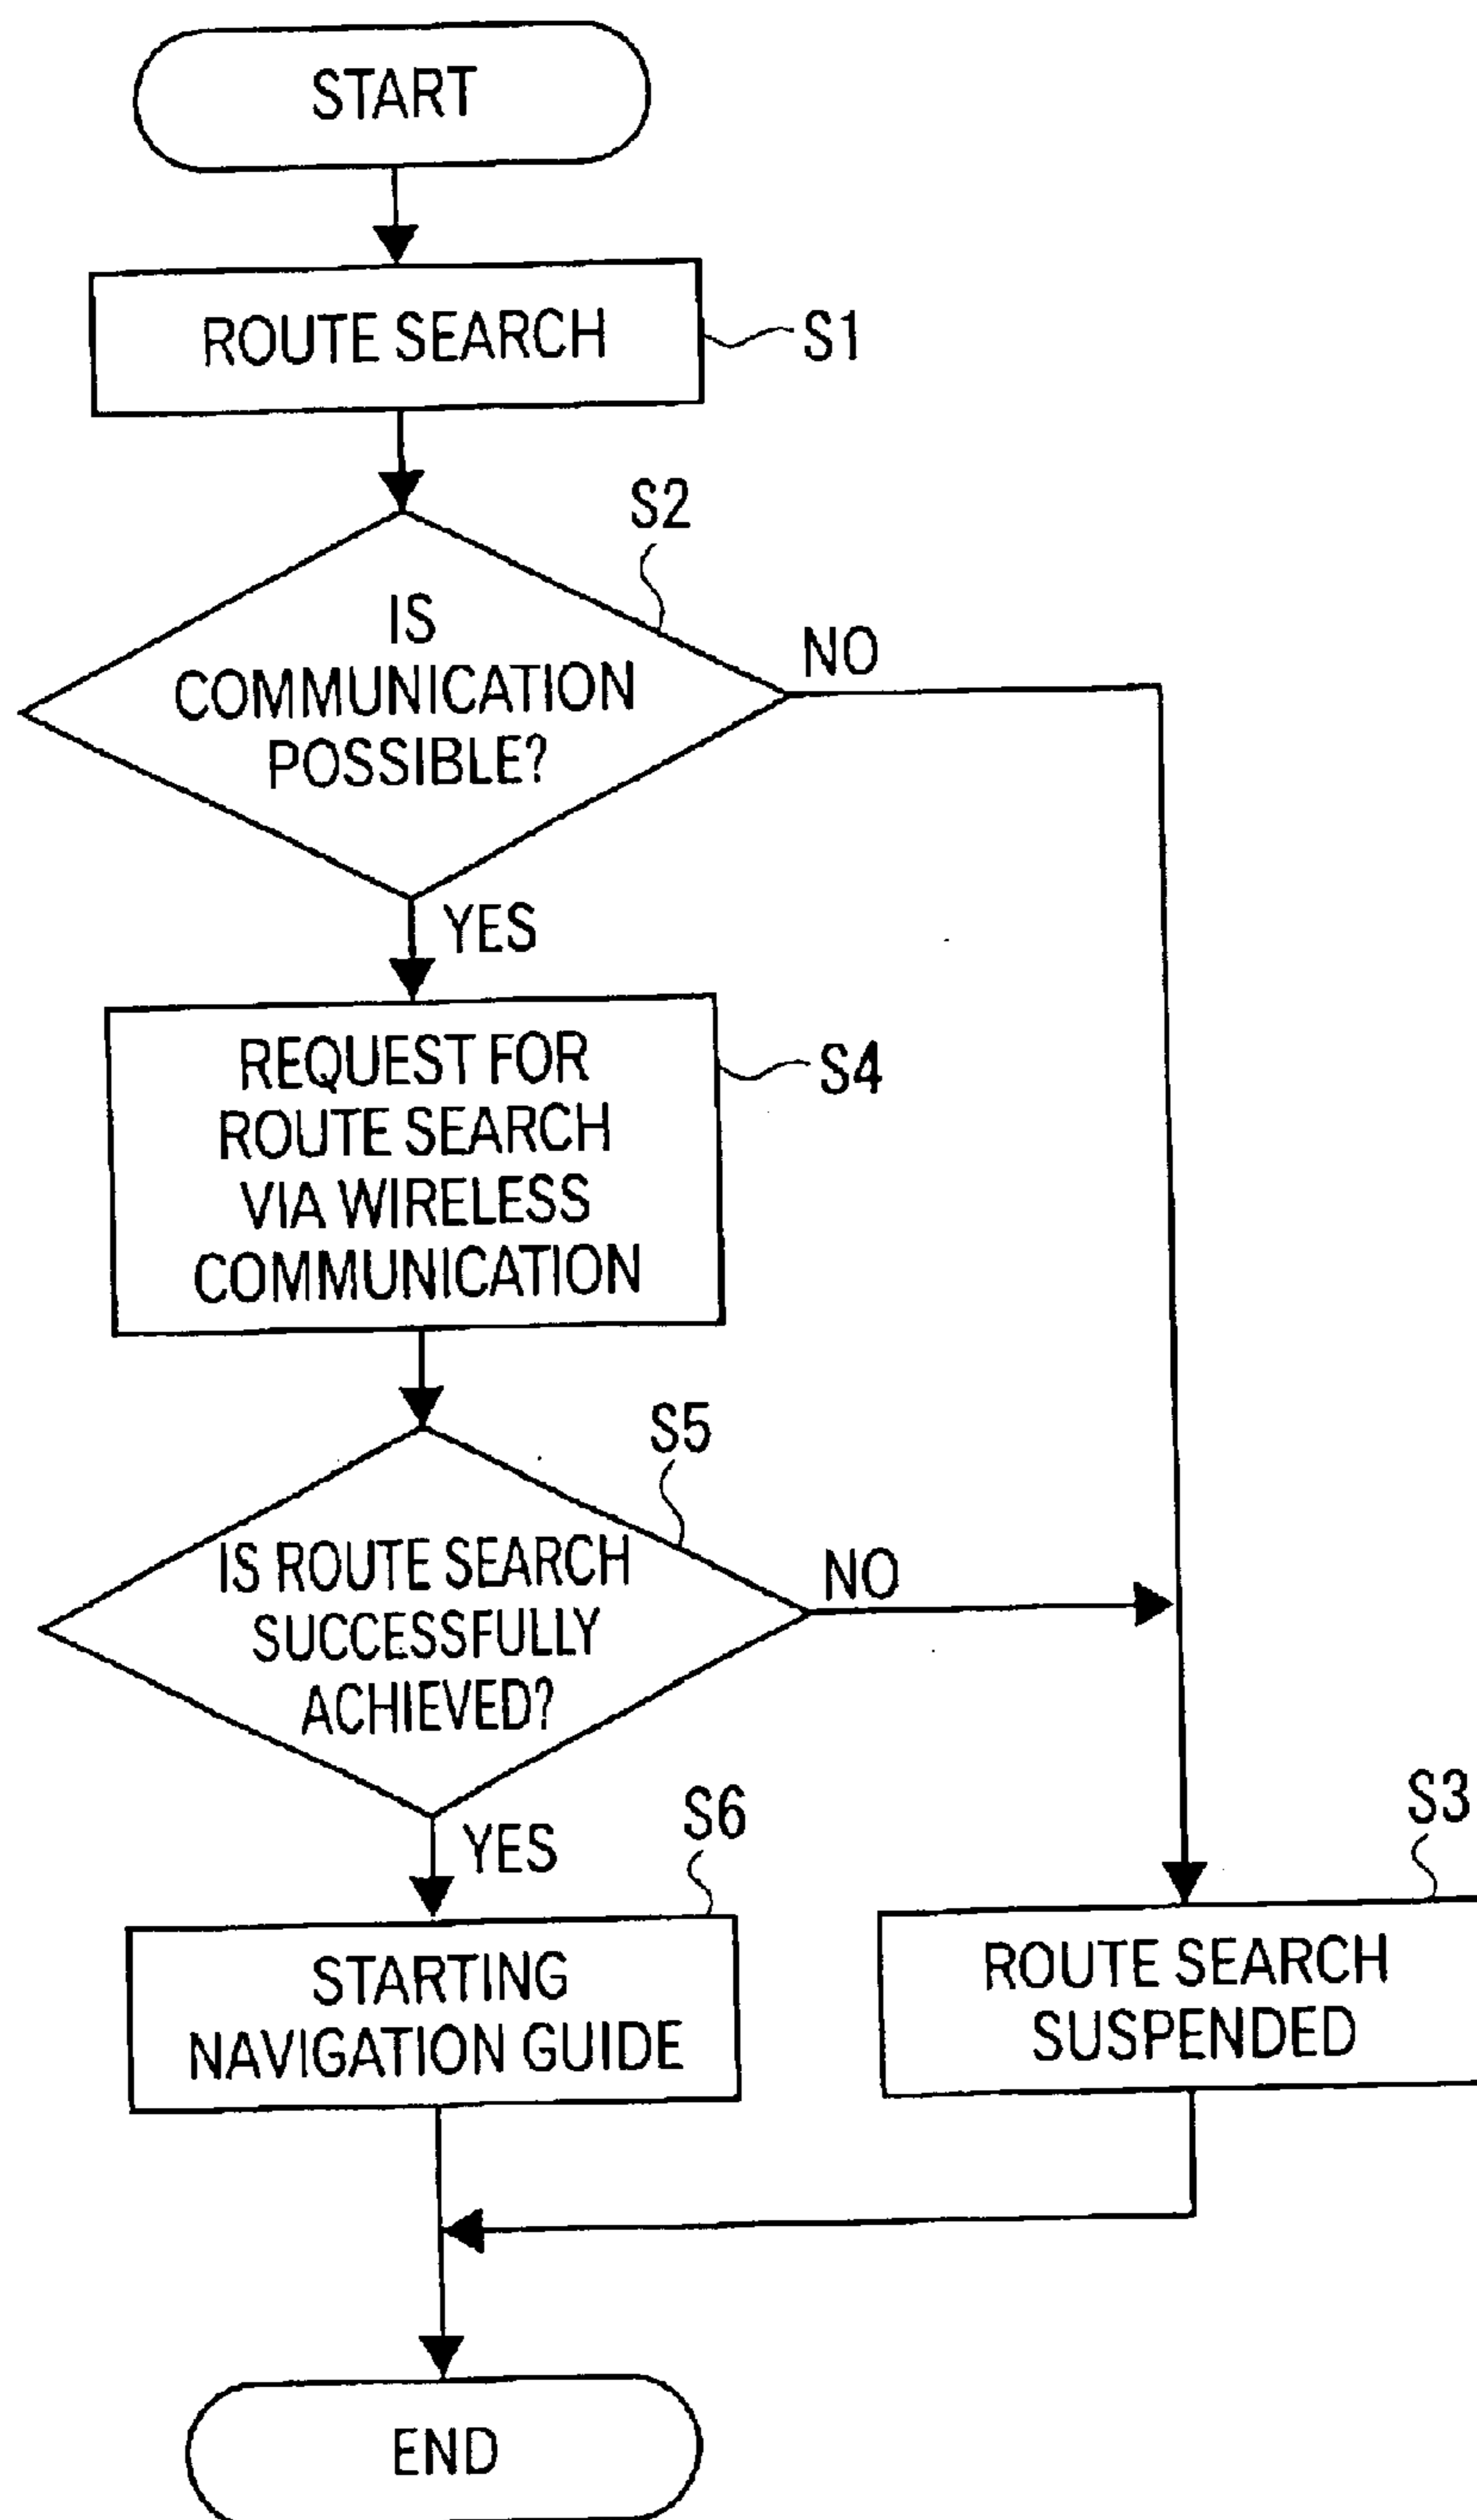 START
ROUTE SEARCH
S1
S2
IS
COMMUNICATION
POSSIBLE?
NO
YES
REQUEST FOR
ROUTE SEARCH
VIA WIRELESS
COMMUNICATION
S4
S5
IS ROUTE SEARCH
SUCCESSFULLY
ACHIEVED?
NO
YES
S6
STARTING
NAVIGATION GUIDE
S3
ROUTE SEARCH
SUSPENDED
END